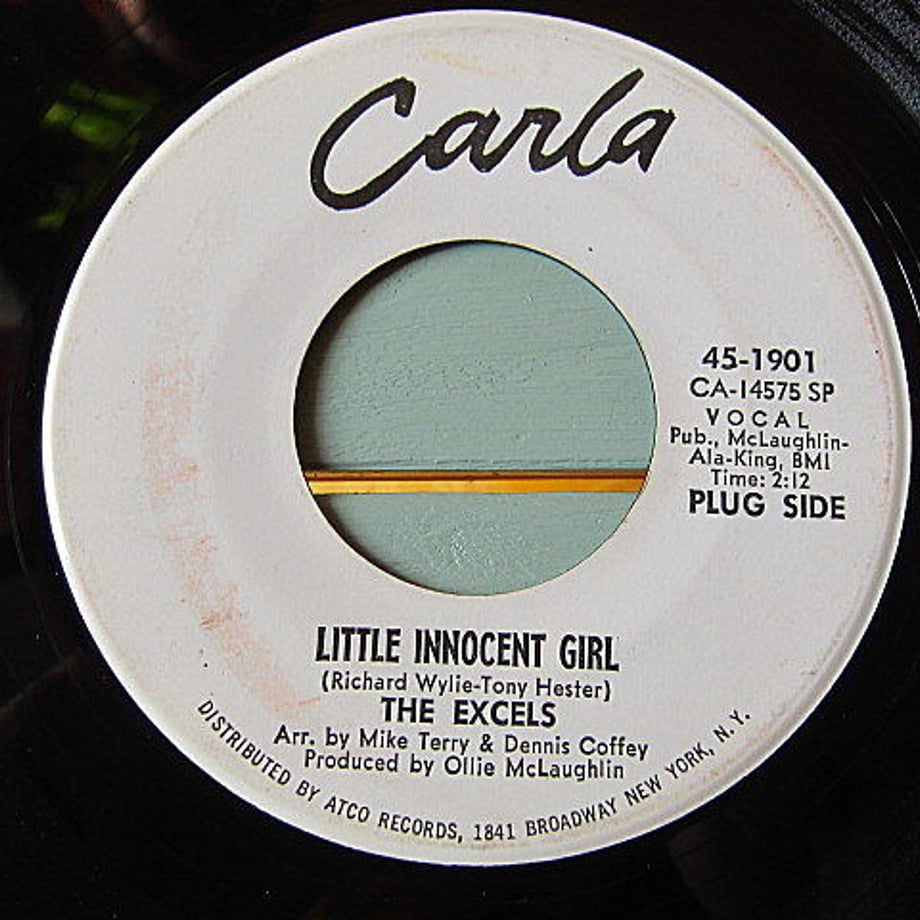 Carla
45-1901
CA-14575 SP
VOCAL
Pub., McLaughlin-
Ala-King, BMI
Time: 2:12
PLUG SIDE
LITTLE INNOCENT GIRL
(Richard Wylie-Tony Hester)
THE EXCELS
Arr. by Mike Terry & Dennis Coffey
Produced by Ollie McLaughlin
DISTRIBUTED BY ATCO RECORDS, 1841 BROADWAY NEW YORK, N. Y.